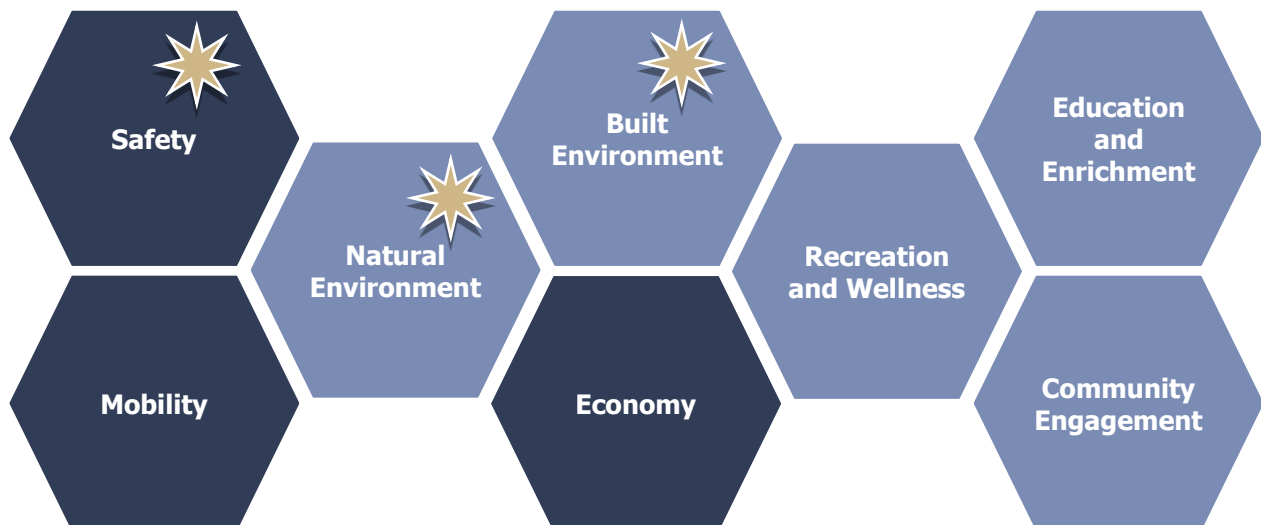 Safety
Mobility
Natural
Environment
Built
Environment
Economy
Recreation
and Wellness
Education
and
Enrichment
Community
Engagement